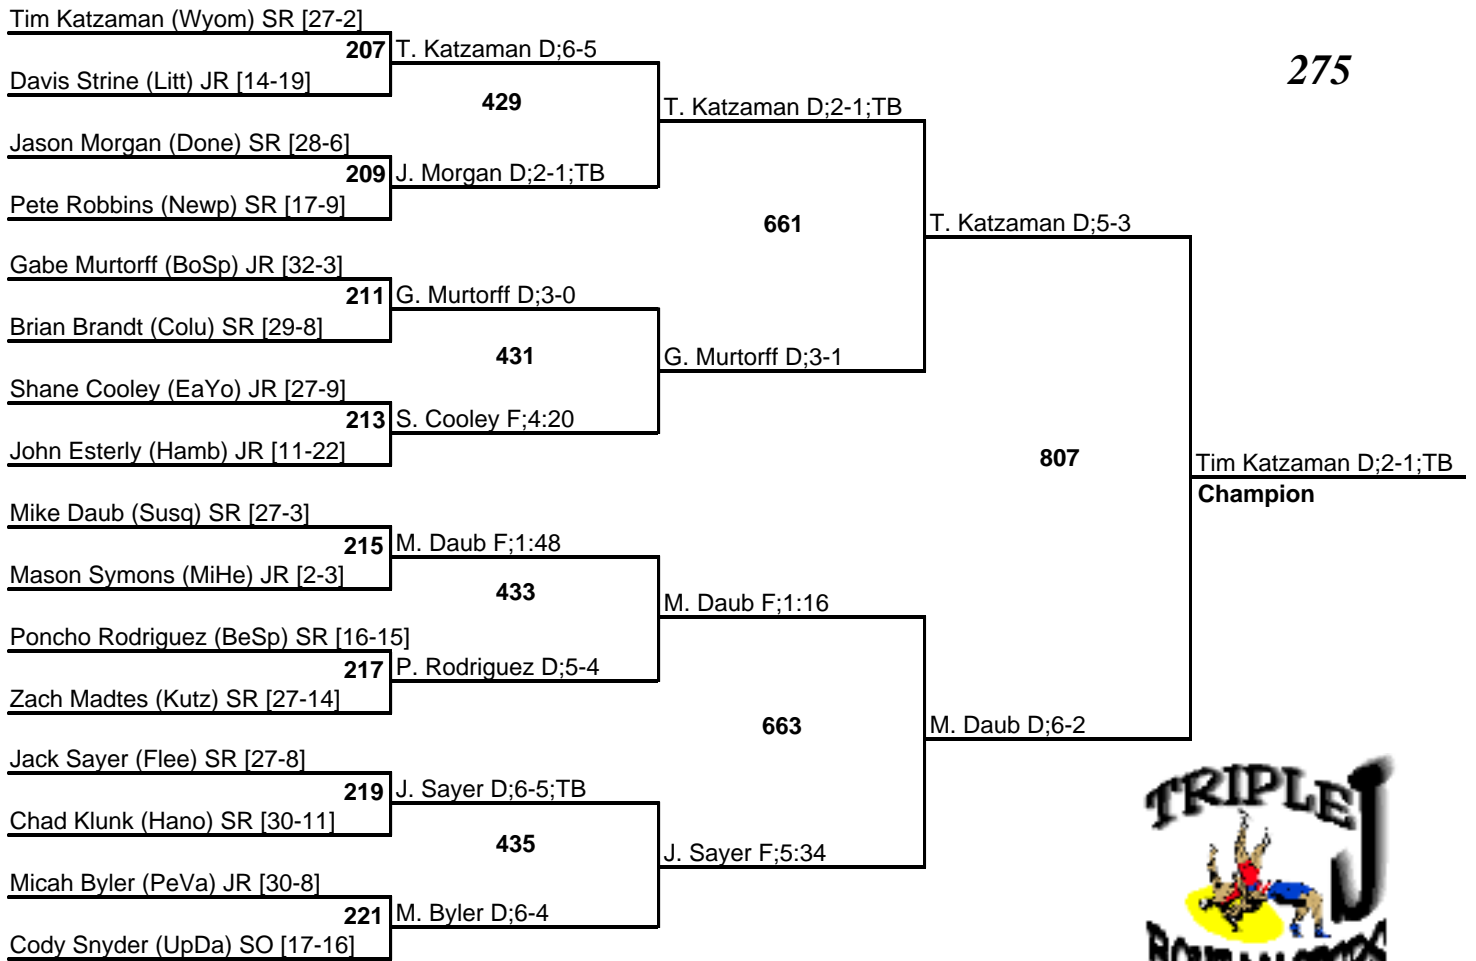 Tim Katzaman (Wyom) SR [27-2]
207 T. Katzaman D;6-5
275
Davis Strine (Litt) JR [14-19]
429
T. Katzaman D;2-1;TB
Jason Morgan (Done) SR [28-6]
209 J. Morgan D;2-1;TB
Pete Robbins (Newp) SR [17-9]
661
T. Katzaman D;5-3
Gabe Murtorff (BoSp) JR [32-3]
211 G. Murtorff D;3-0
Brian Brandt (Colu) SR [29-8]
431
G. Murtorff D;3-1
Shane Cooley (EaYo) JR [27-9]
213 S. Cooley F;4:20
John Esterly (Hamb) JR [11-22]
807
Tim Katzaman D;2-1;TB
Champion
Mike Daub (Susq) SR [27-3]
215 M. Daub F;1:48
Mason Symons (MiHe) JR [2-3]
433
M. Daub F;1:16
Poncho Rodriguez (BeSp) SR [16-15]
217 P. Rodriguez D;5-4
Zach Madtes (Kutz) SR [27-14]
663
M. Daub D;6-2
Jack Sayer (Flee) SR [27-8]
219 J. Sayer D;6-5;TB
Chad Klunk (Hano) SR [30-11]
435
J. Sayer F;5:34
Micah Byler (PeVa) JR [30-8]
221 M. Byler D;6-4
Cody Snyder (UpDa) SO [17-16]
TRIPLE J